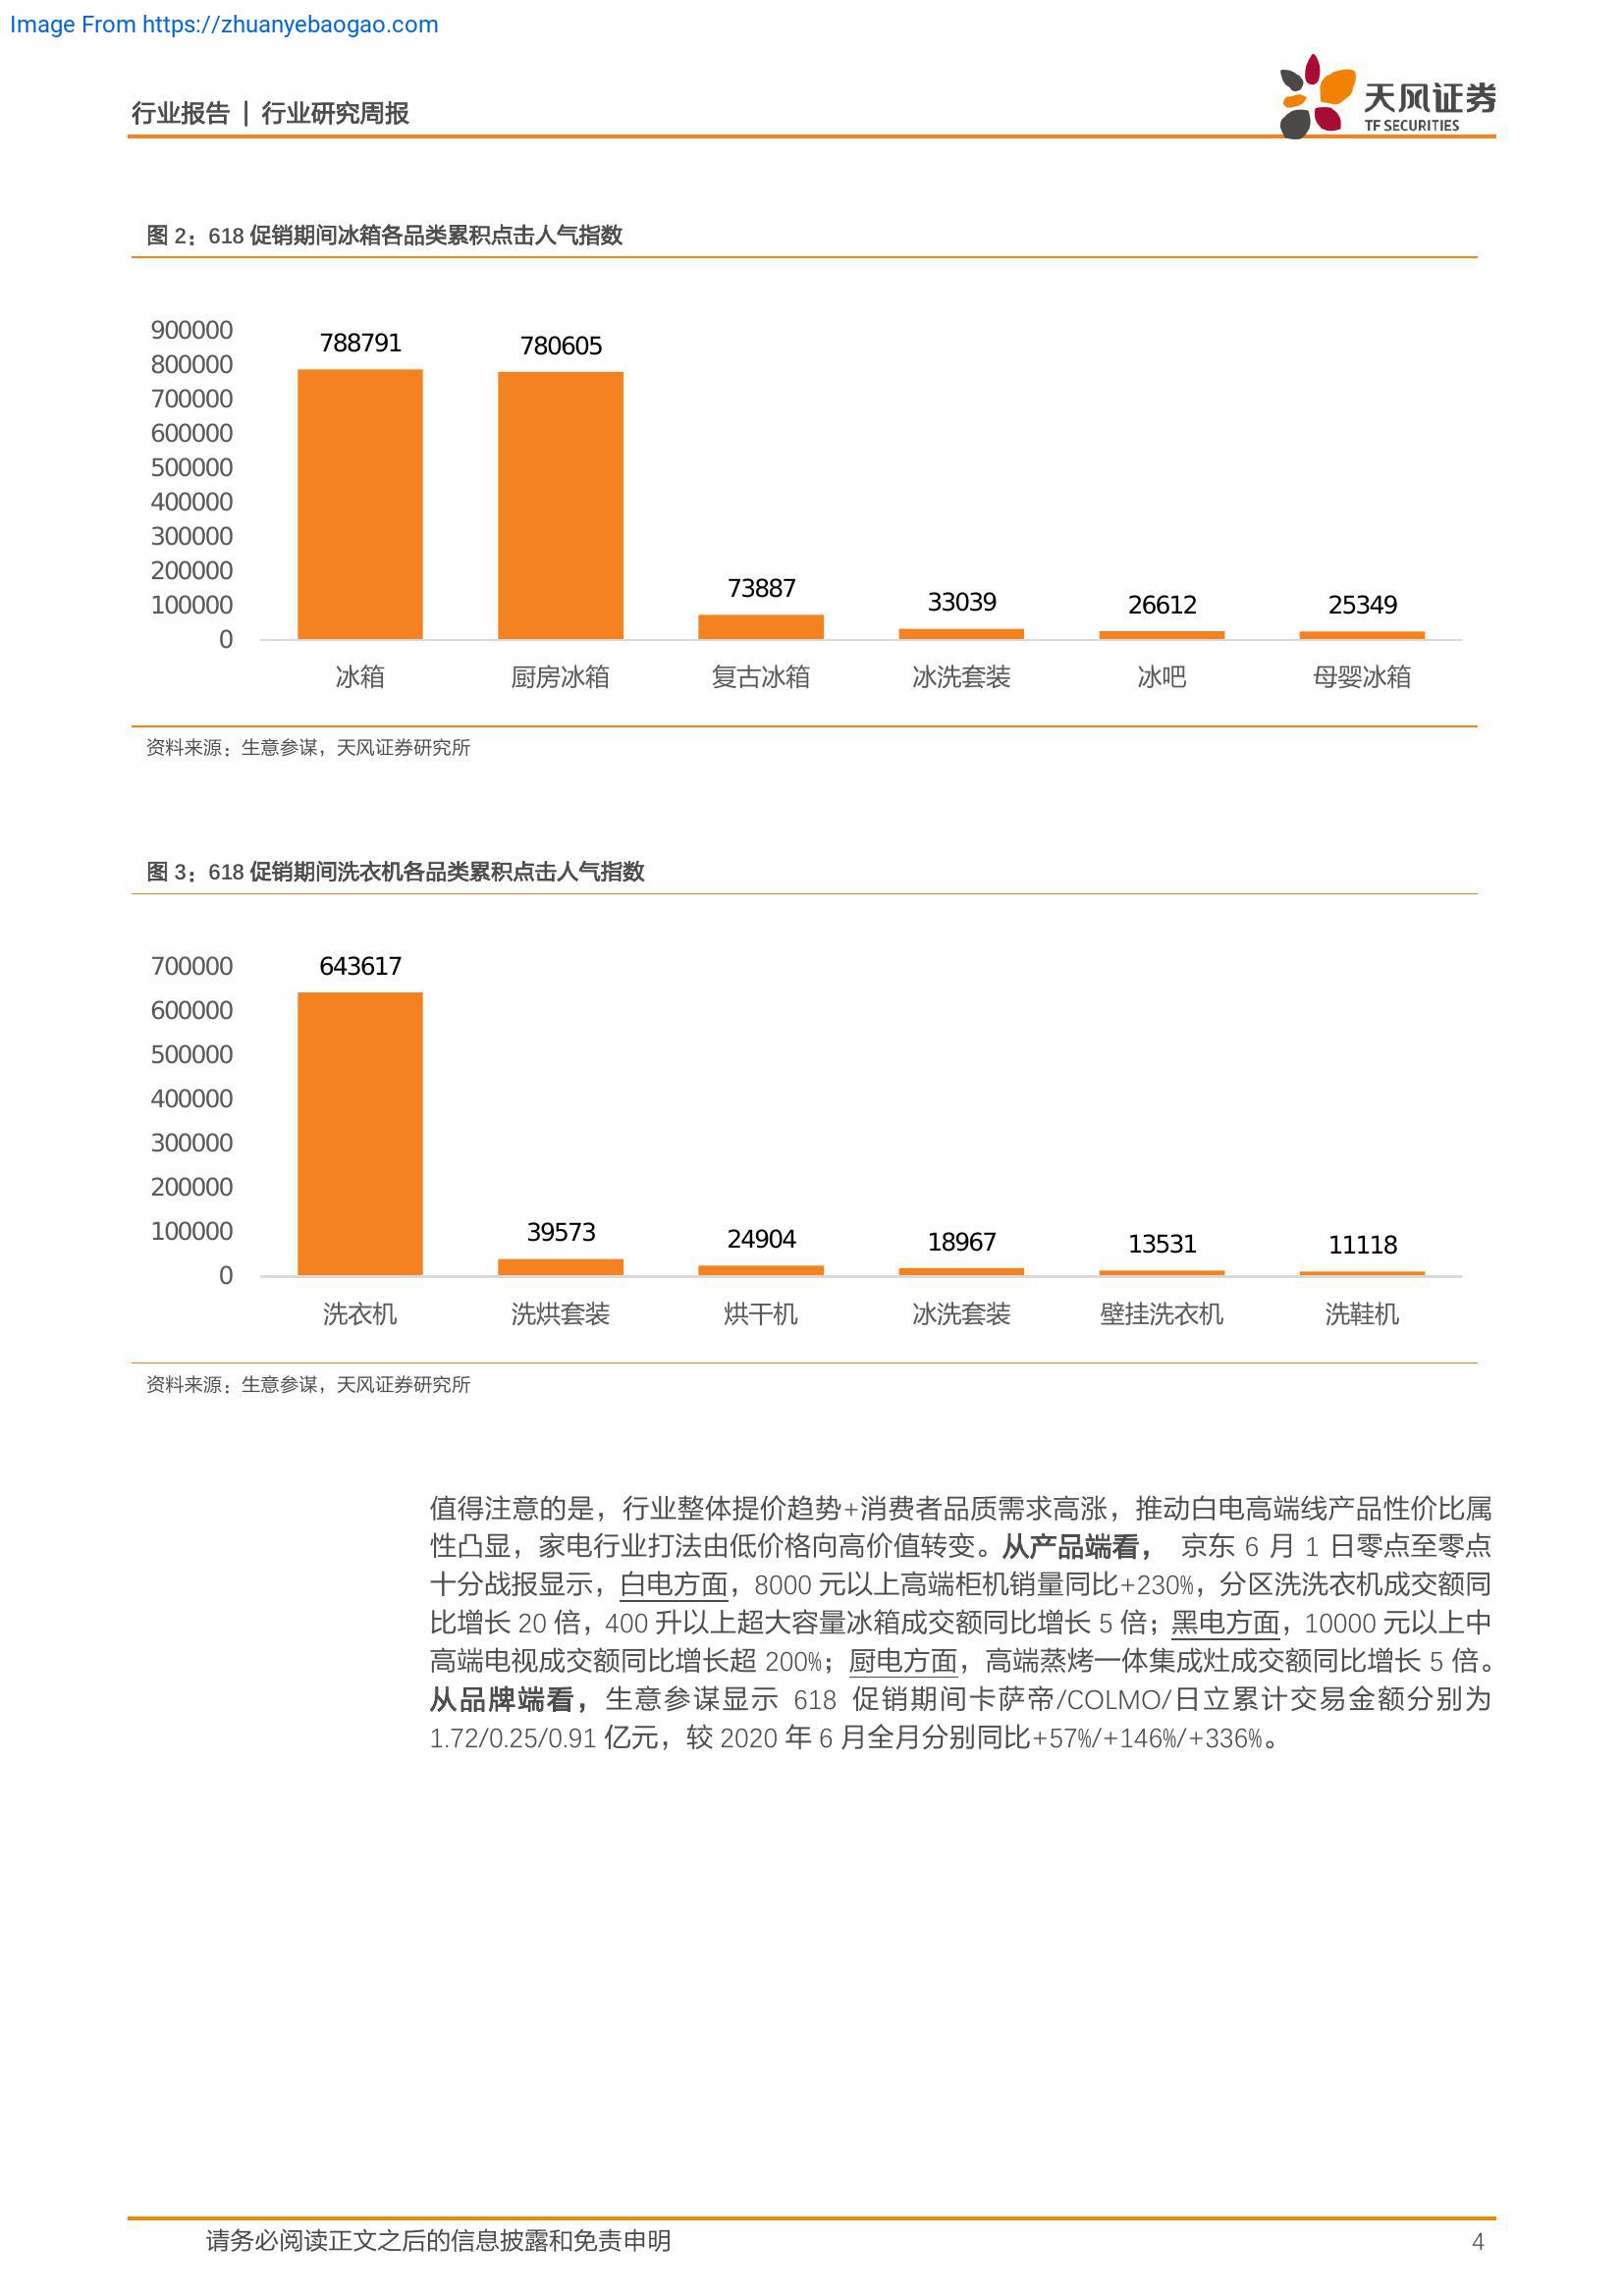 Image From https://zhuanyebaogao.com
行业报告 | 行业研究周报
天风证券
TF SECURITIES
图 2：618 促销期间冰箱各品类累积点击人气指数
900000
800000
700000
600000
500000
400000
300000
200000
100000
0
788791
780605
73887
33039
26612
25349
冰箱
厨房冰箱
复古冰箱
冰洗套装
冰吧
母婴冰箱
资料来源：生意参谋，天风证券研究所
图 3：618 促销期间洗衣机各品类累积点击人气指数
700000
600000
500000
400000
300000
200000
100000
0
643617
39573
24904
18967
13531
11118
洗衣机
洗烘套装
烘干机
冰洗套装
壁挂洗衣机
洗鞋机
资料来源：生意参谋，天风证券研究所
值得注意的是，行业整体提价趋势+消费者品质需求高涨，推动白电高端线产品性价比属
性凸显，家电行业打法由低价格向高价值转变。从产品端看， 京东 6 月 1 日零点至零点
十分战报显示，白电方面，8000 元以上高端柜机销量同比+230%，分区洗洗衣机成交额同
比增长 20 倍，400 升以上超大容量冰箱成交额同比增长 5 倍；黑电方面，10000 元以上中
高端电视成交额同比增长超 200%；厨电方面，高端蒸烤一体集成灶成交额同比增长 5 倍。
从品牌端看，生意参谋显示 618 促销期间卡萨帝/COLMO/日立累计交易金额分别为
1.72/0.25/0.91 亿元，较 2020 年 6 月全月分别同比+57%/+146%/+336%。
请务必阅读正文之后的信息披露和免责申明
4